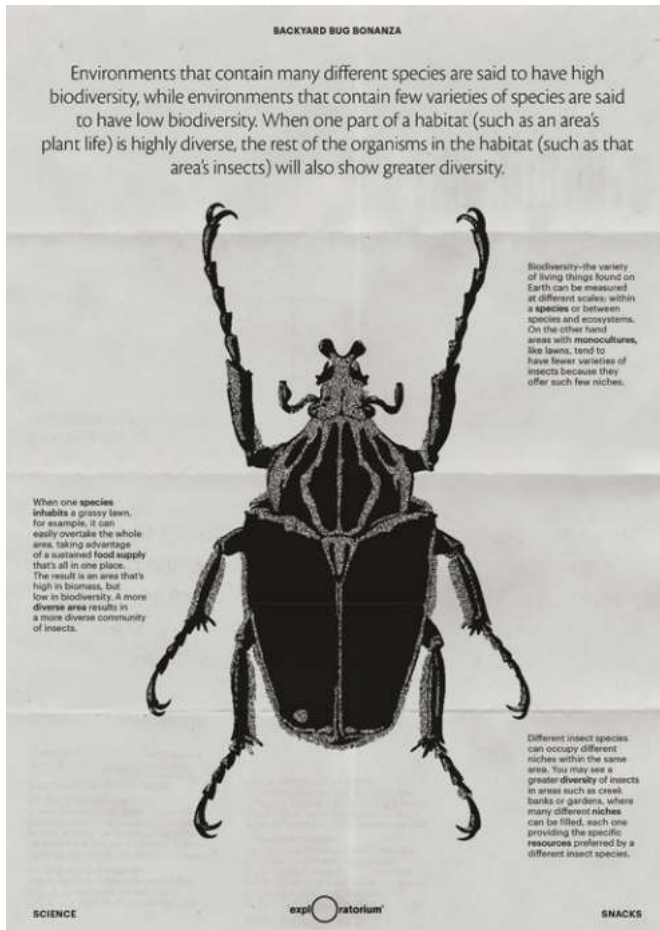 BACKYARD BUG BONANZA
Environments that contain many different species are said to have high
biodiversity, while environments that contain few varieties of species are said
to have low biodiversity. When one part of a habitat (such as an area's
plant life) is highly diverse, the rest of the organisms in the habitat (such as that
area's insects) will also show greater diversity.
Biodiversity–the variety
of living things found on
Earth can be measured
at different scales; within
a species or between
species and ecosystems.
On the other hand
areas with monocultures,
like lawns, tend to
have fewer varieties of
insects because they
offer such few niches.
When one species
inhabits a grassy lawn,
for example, it can
easily overtake the whole
area, taking advantage
of a sustained food supply
that's all in one place.
The result is an area that's
high in biomass, but
low in biodiversity. A more
diverse area results in
a more diverse community
of insects.
Different insect species
can occupy different
niches within the same
area. You may see a
greater diversity of insects
in areas such as creek
banks or gardens, where
many different niches
can be filled, each one
providing the specific
resources preferred by a
different insect species.
SCIENCE
exploratorium
SNACKS